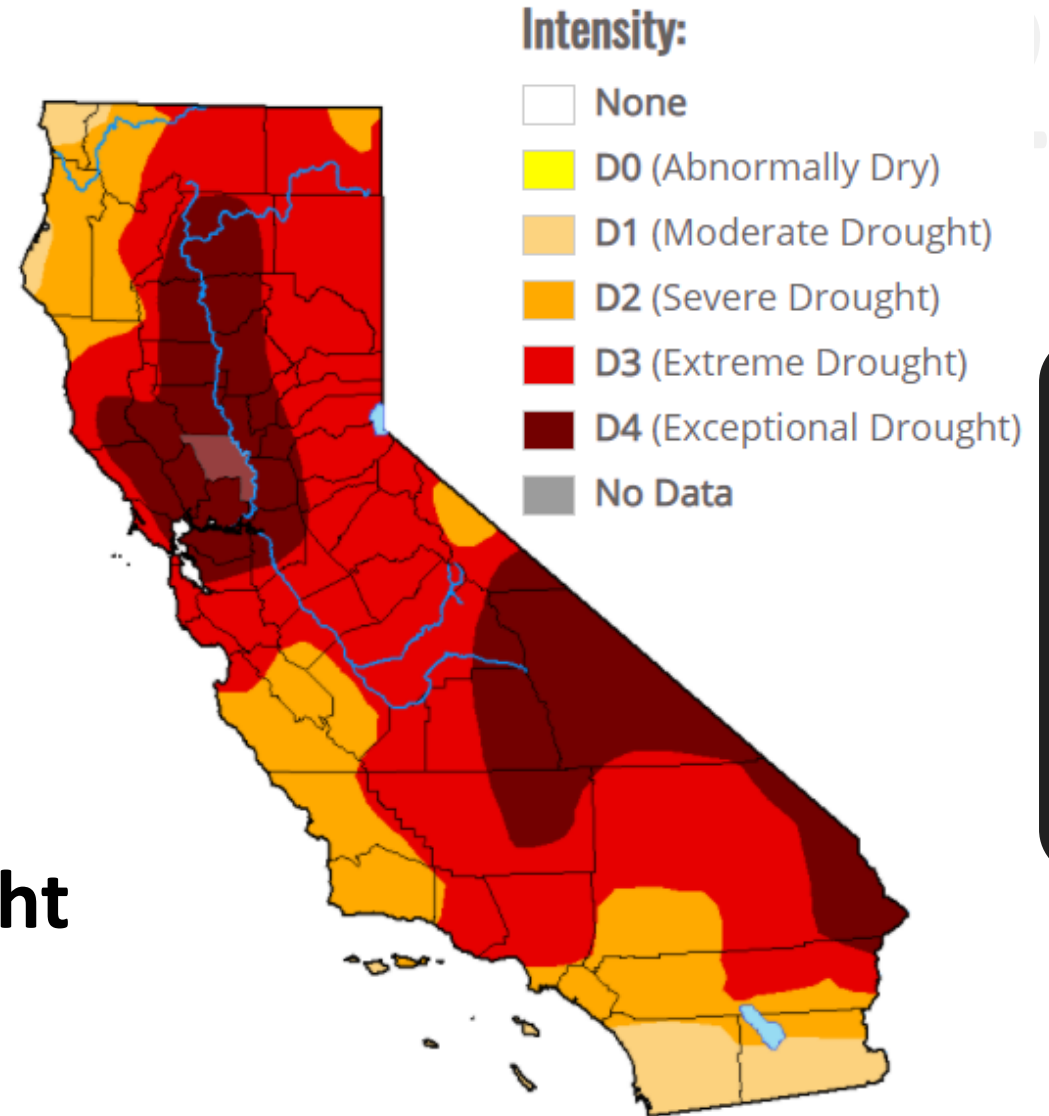 Intensity:
None
D0 (Abnormally Dry)
D1 (Moderate Drought)
D2 (Severe Drought)
D3 (Extreme Drought)
D4 (Exceptional Drought)
No Data
ht